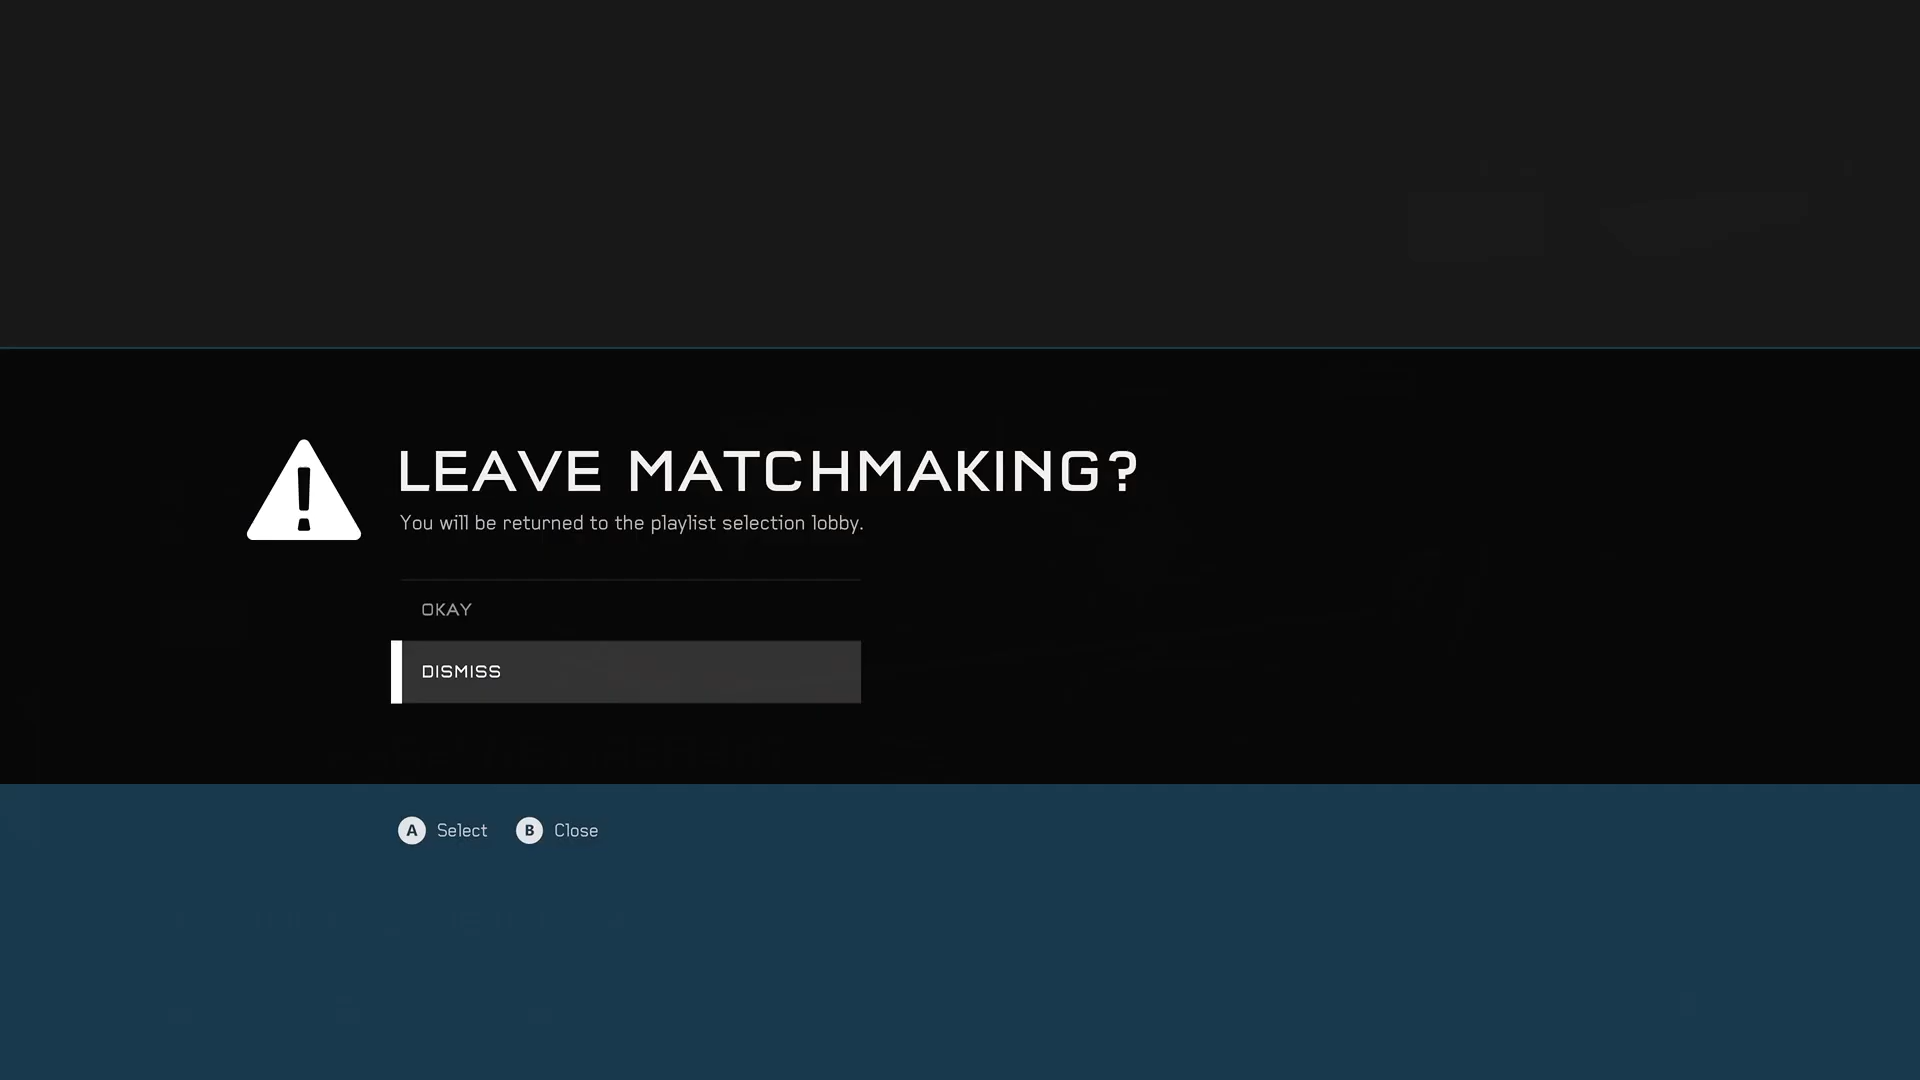 LEAVE MATCHMAKING?
You will be returned to the playlist selection lobby.
OKAY
DISMISS
A Select B Close